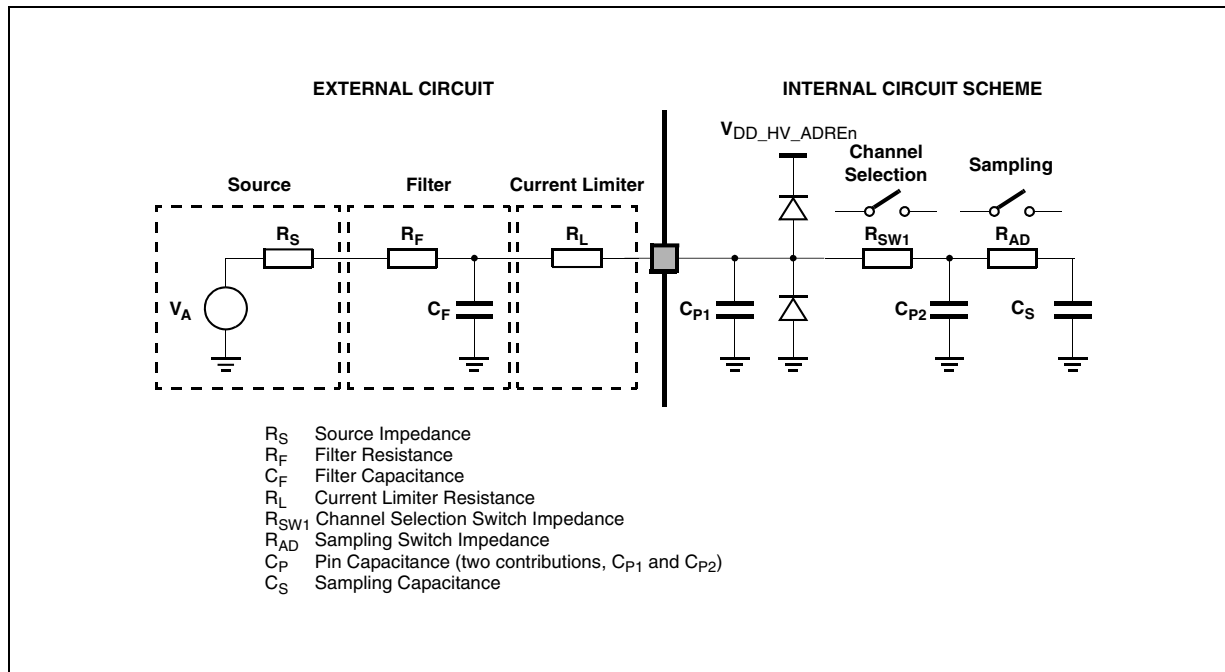 EXTERNAL CIRCUIT
INTERNAL CIRCUIT SCHEME
VDD_HV_ADREn
Channel
Selection
Sampling
Source
Filter
Current Limiter
RS
RF
RL
RSW1
RAD
VA
CF
CP1
CP2
CS
RS Source Impedance
RF Filter Resistance
CF Filter Capacitance
RL Current Limiter Resistance
RSW1 Channel Selection Switch Impedance
RAD Sampling Switch Impedance
CP Pin Capacitance (two contributions, CP1 and CP2)
CS Sampling Capacitance